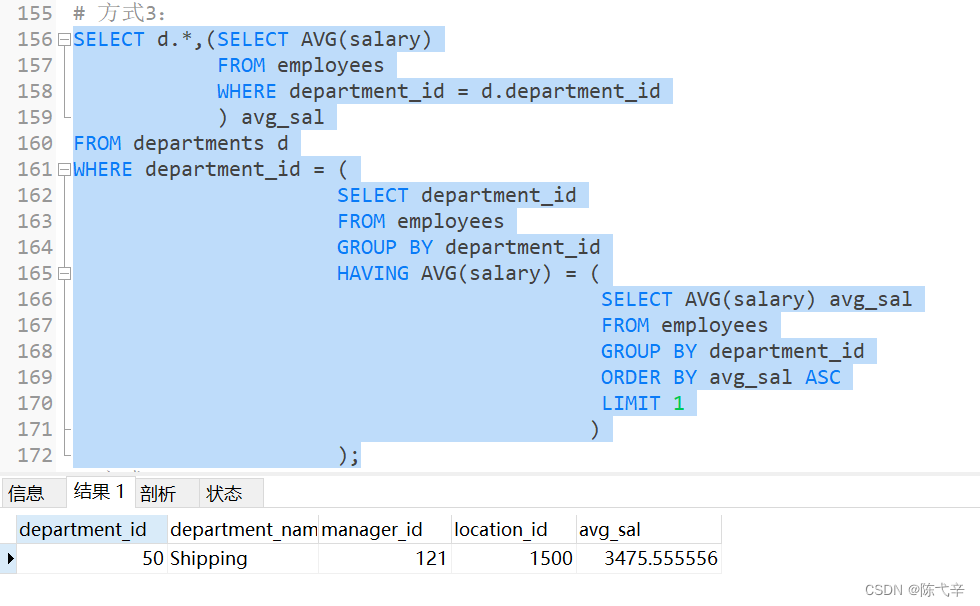 155 # 方式3：
156 SELECT d.*,(SELECT AVG(salary)
157 FROM employees
158 WHERE department_id = d.department_id
159 ) avg_sal
160 FROM departments d
161 WHERE department_id = (
162 SELECT department_id
163 FROM employees
164 GROUP BY department_id
165 HAVING AVG(salary) = (
166 SELECT AVG(salary) avg_sal
167 FROM employees
168 GROUP BY department_id
169 ORDER BY avg_sal ASC
170 LIMIT 1
171 )
172 );
信息 结果 1 剖析 状态
department_id department_nam manager_id location_id avg_sal
50 Shipping 121 1500 3475.555556
CSDN @陈弋辛